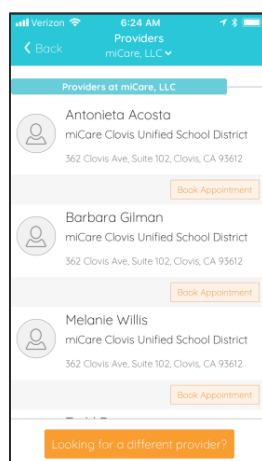 Verizon 6:24 AM
Providers
Back
miCare, LLC
Providers at miCare, LLC
Antonieta Acosta
miCare Clovis Unified School District
362 Clovis Ave, Suite 102, Clovis, CA 93612
Book Appointment
Barbara Gilman
miCare Clovis Unified School District
362 Clovis Ave, Suite 102, Clovis, CA 93612
Book Appointment
Melanie Willis
miCare Clovis Unified School District
362 Clovis Ave, Suite 102, Clovis, CA 93612
Book Appointment
Looking for a different provider?